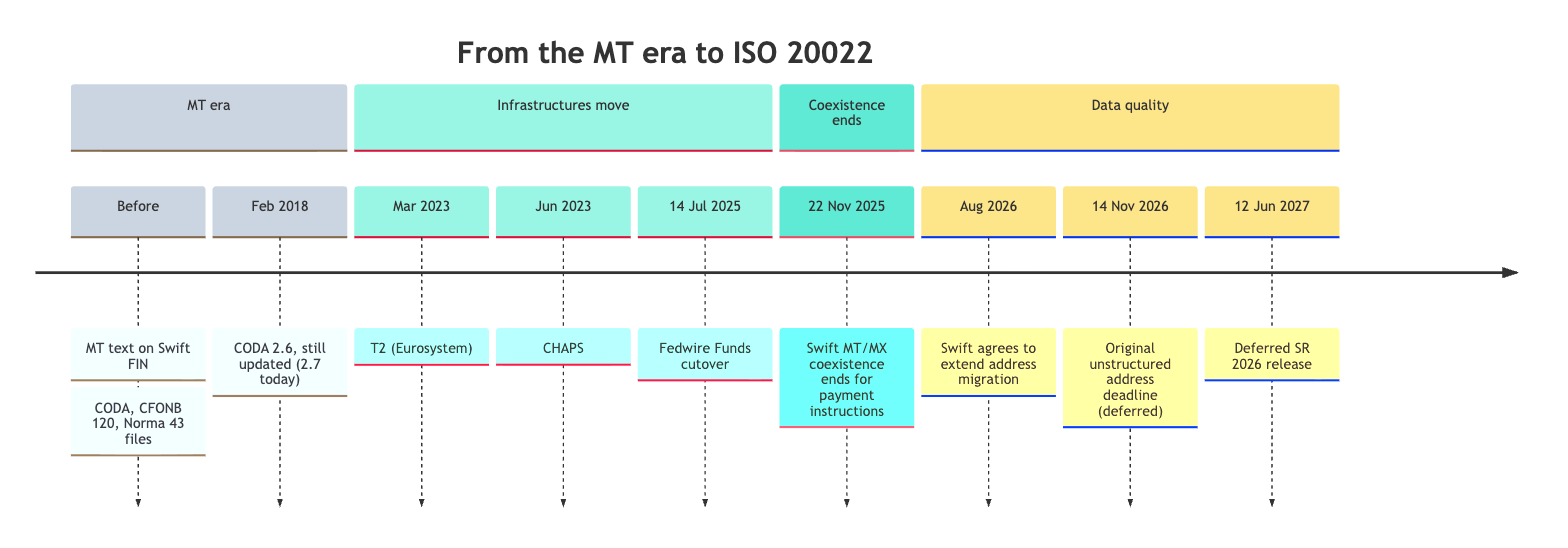 From the MT era to ISO 20022
MT era
Infrastructures move
Coexistence
ends
Data quality
Before
Feb 2018
Mar 2023
Jun 2023
14 Jul 2025
22 Nov 2025
Aug 2026
14 Nov 2026
12 Jun 2027
MT text on Swift
FIN
CODA, CFONB
120, Norma 43
files
CODA 2.6, still
updated (2.7
today)
T2 (Eurosystem)
CHAPS
Fedwire Funds
cutover
Swift MT/MX
coexistence
ends for
payment
instructions
Swift agrees to
extend address
migration
Original
unstructured
address
deadline
(deferred)
Deferred SR
2026 release